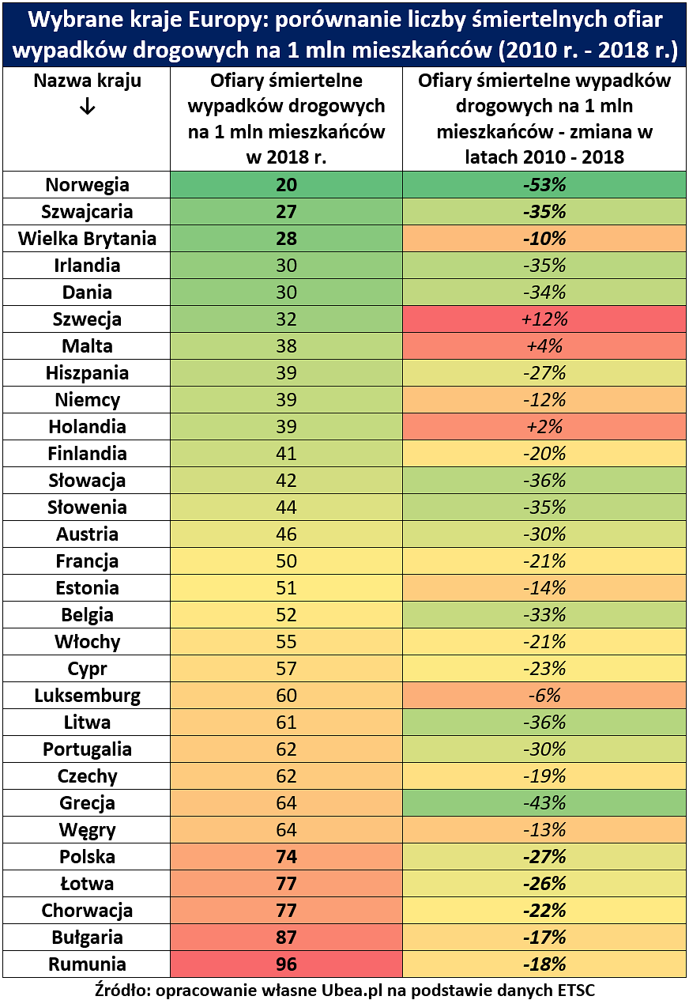 Wybrane kraje Europy: porównanie liczby śmiertelnych ofiar
wypadków drogowych na 1 mln mieszkańców (2010 r. - 2018 r.)
Nazwa kraju
↓
Ofiary śmiertelne
wypadków drogowych
na 1 mln mieszkańców
w 2018 r.
Ofiary śmiertelne wypadków
drogowych na 1 mln
mieszkańców - zmiana w
latach 2010 - 2018
Norwegia 20 -53%
Szwajcaria 27 -35%
Wielka Brytania 28 -10%
Irlandia 30 -35%
Dania 30 -34%
Szwecja 32 +12%
Malta 38 +4%
Hiszpania 39 -27%
Niemcy 39 -12%
Holandia 39 +2%
Finlandia 41 -20%
Słowacja 42 -36%
Słowenia 44 -35%
Austria 46 -30%
Francja 50 -21%
Estonia 51 -14%
Belgia 52 -33%
Włochy 55 -21%
Cypr 57 -23%
Luksemburg 60 -6%
Litwa 61 -36%
Portugalia 62 -30%
Czechy 62 -19%
Grecja 64 -43%
Węgry 64 -13%
Polska 74 -27%
Łotwa 77 -26%
Chorwacja 77 -22%
Bułgaria 87 -17%
Rumunia 96 -18%
Źródło: opracowanie własne Ubea.pl na podstawie danych ETSC